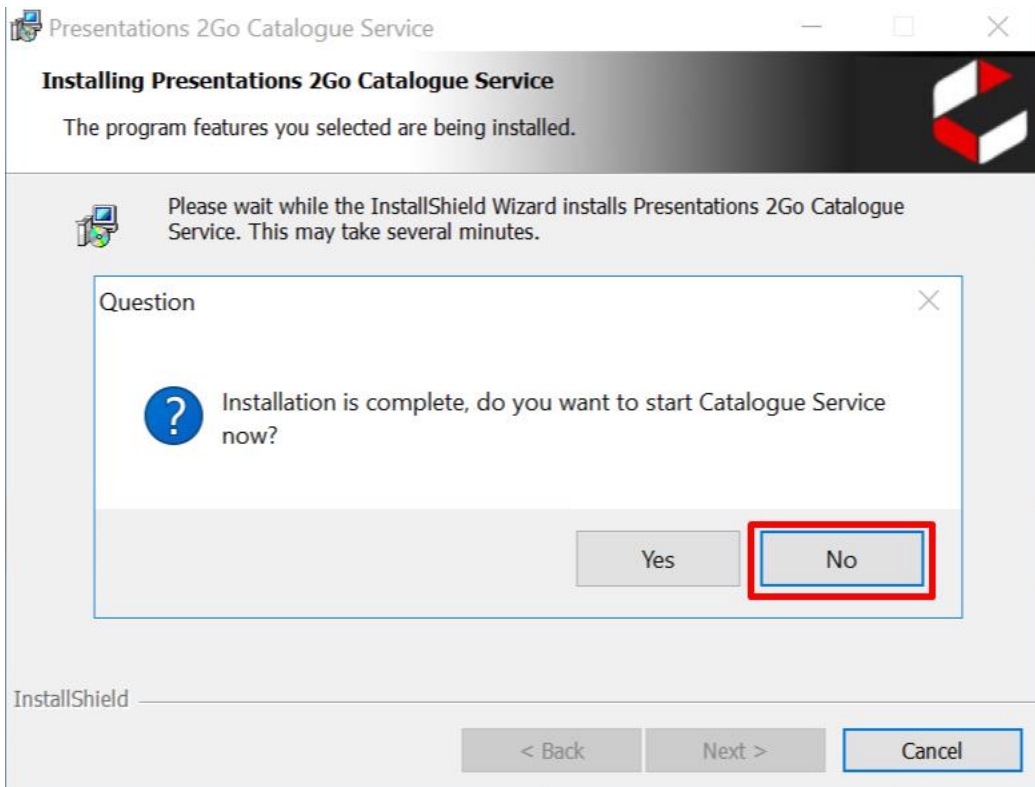 Presentations 2Go Catalogue Service
Installing Presentations 2Go Catalogue Service
The program features you selected are being installed.
Please wait while the InstallShield Wizard installs Presentations 2Go Catalogue
Service. This may take several minutes.
Question
?
Installation is complete, do you want to start Catalogue Service
now?
Yes
No
InstallShield
< Back
Next >
Cancel